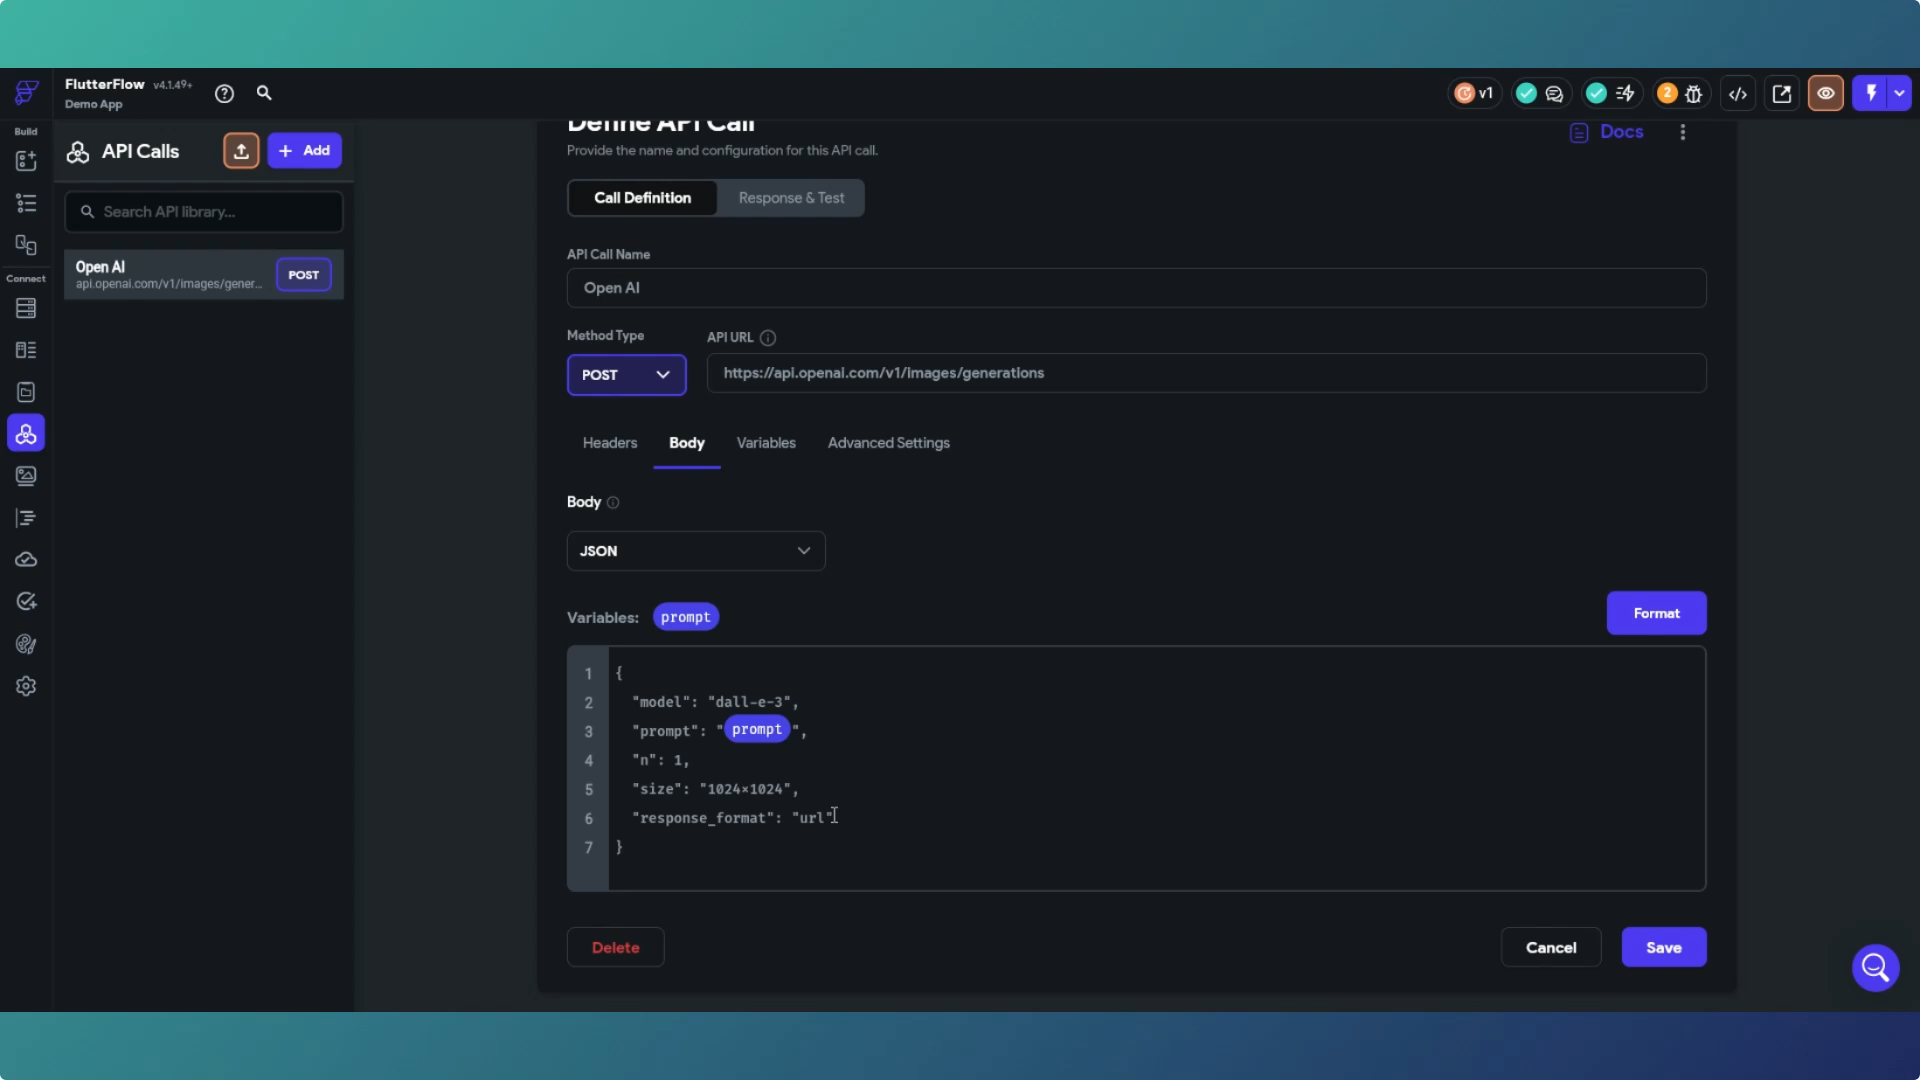 FlutterFlow v4.1.49+
Demo App
v1
2
Build
Connect
API Calls
+ Add
Search API library...
Open AI
api.openai.com/v1/images/gener...
POST
Define API Call
Docs
Provide the name and configuration for this API call.
Call Definition
Response & Test
API Call Name
Open AI
Method Type
API URL
POST
https://api.openai.com/v1/images/generations
Headers
Body
Variables
Advanced Settings
Body
JSON
Variables: prompt
Format
1 {
2 "model": "dall-e-3",
3 "prompt": "prompt",
4 "n": 1,
5 "size": "1024x1024",
6 "response_format": "url"
7 }
Delete
Cancel
Save